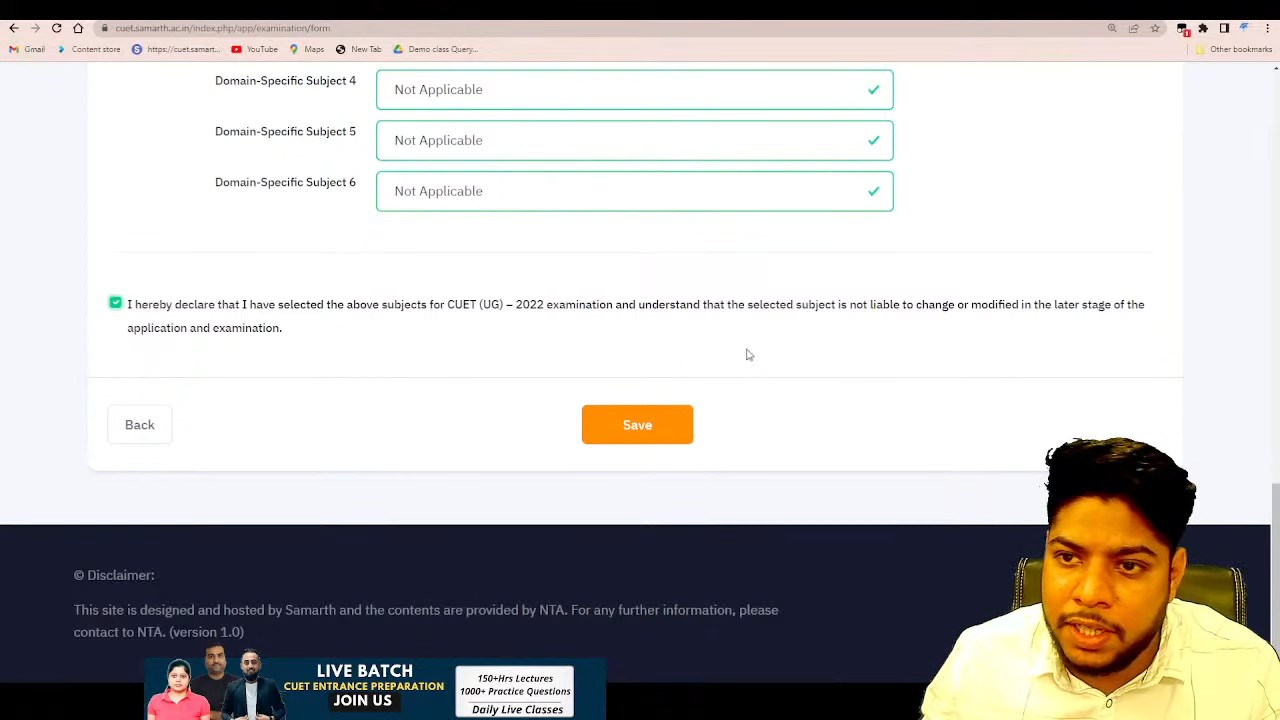 cuet.samarth.ac.in/index.php/app/examination/form
Gmail
Content store
https://cuet.samart...
YouTube
Maps
New Tab
Demo class Query...
Other bookmarks
Domain-Specific Subject 4
Not Applicable
Domain-Specific Subject 5
Not Applicable
Domain-Specific Subject 6
Not Applicable
I hereby declare that I have selected the above subjects for CUET (UG) – 2022 examination and understand that the selected subject is not liable to change or modified in the later stage of the
application and examination.
Back
Save
© Disclaimer:
This site is designed and hosted by Samarth and the contents are provided by NTA. For any further information, please
contact to NTA. (version 1.0)
LIVE BATCH
CUET ENTRANCE PREPARATION
JOIN US
150+Hrs Lectures
1000+ Practice Questions
Daily Live Classes